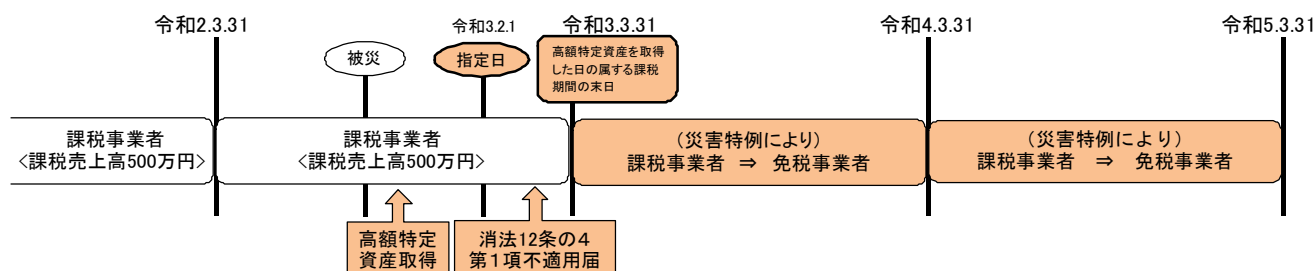 令和2.3.31
令和3.2.1
令和3.3.31
令和4.3.31
令和5.3.31
被災
指定日
高額特定資産を取得
した日の属する課税
期間の末日
課税事業者
<課税売上高500万円>
課税事業者
<課税売上高500万円>
(災害特例により)
課税事業者 ⇒ 免税事業者
(災害特例により)
課税事業者 ⇒ 免税事業者
高額特定
資産取得
消法12条の4
第1項不適用届